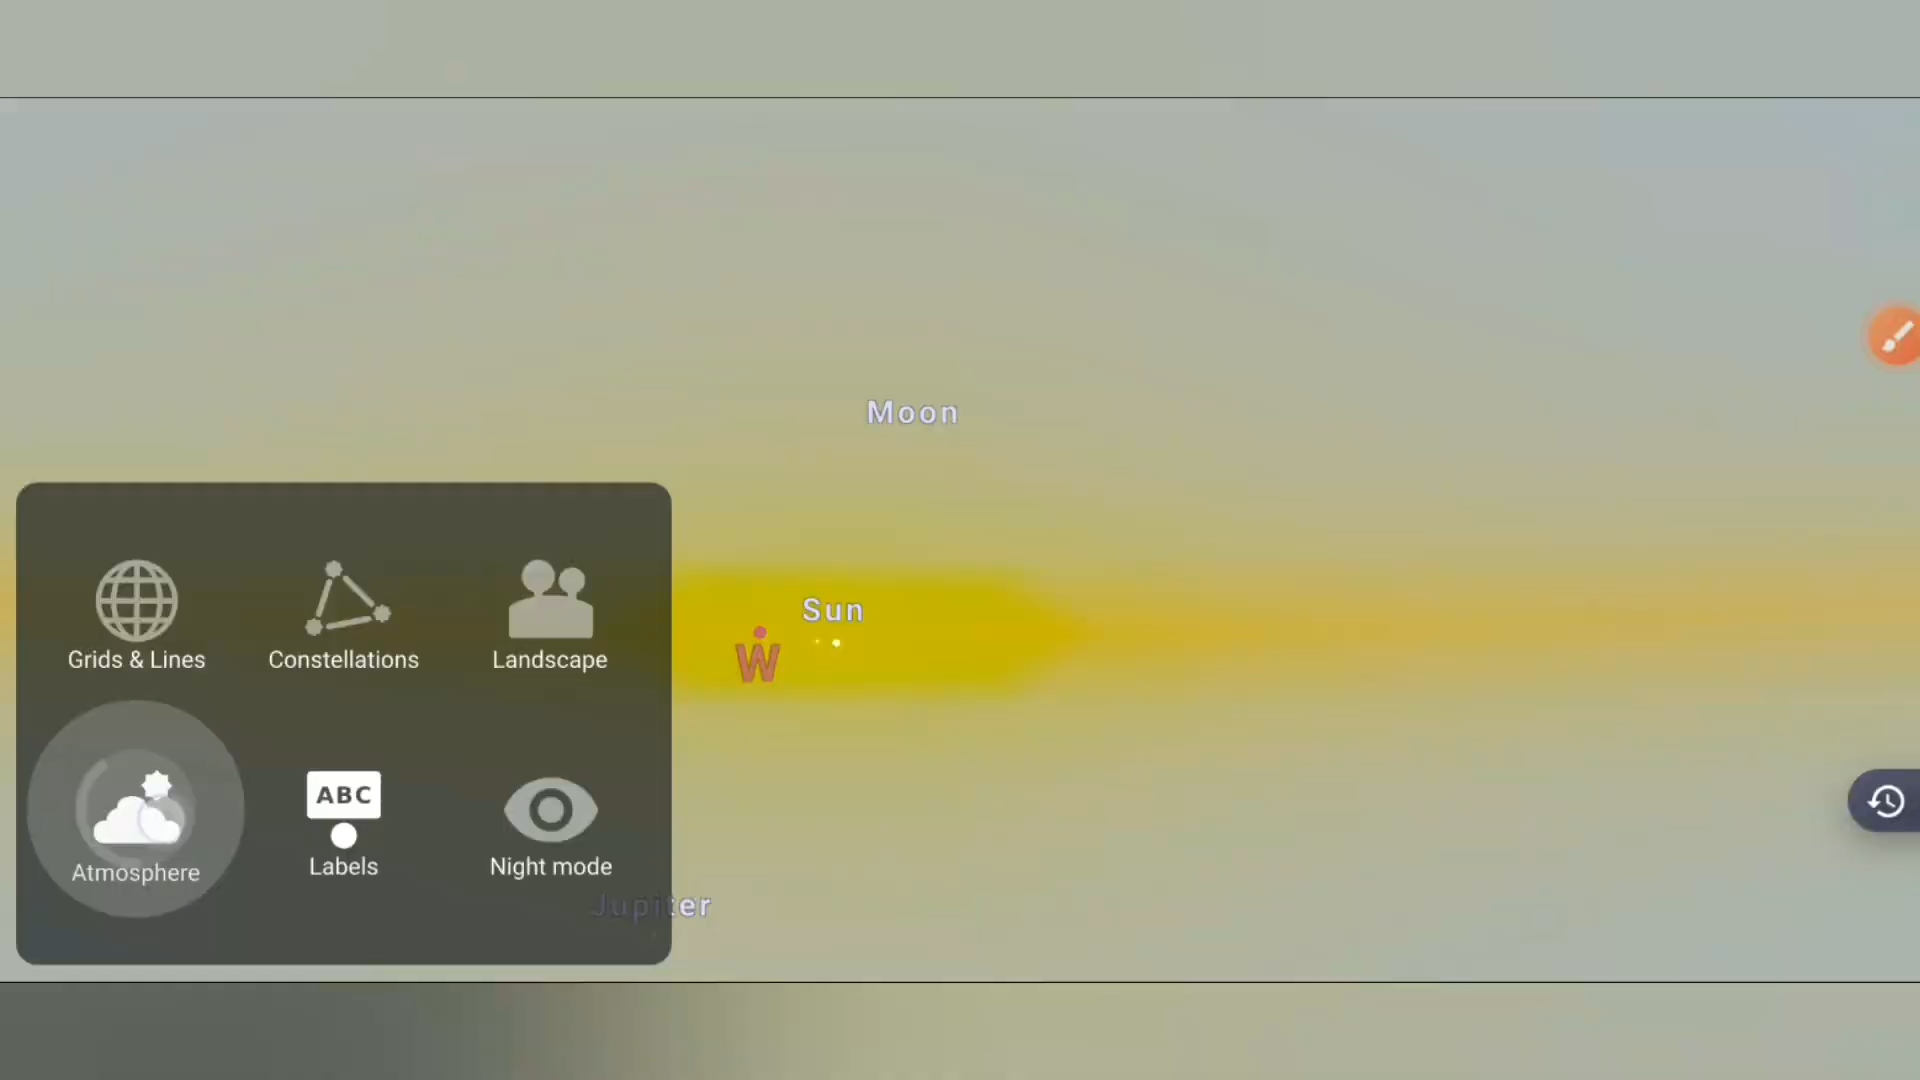 Moon
Sun
W
Grids & Lines
Constellations
Landscape
ABC
Atmosphere
Labels
Night mode
Jupiter